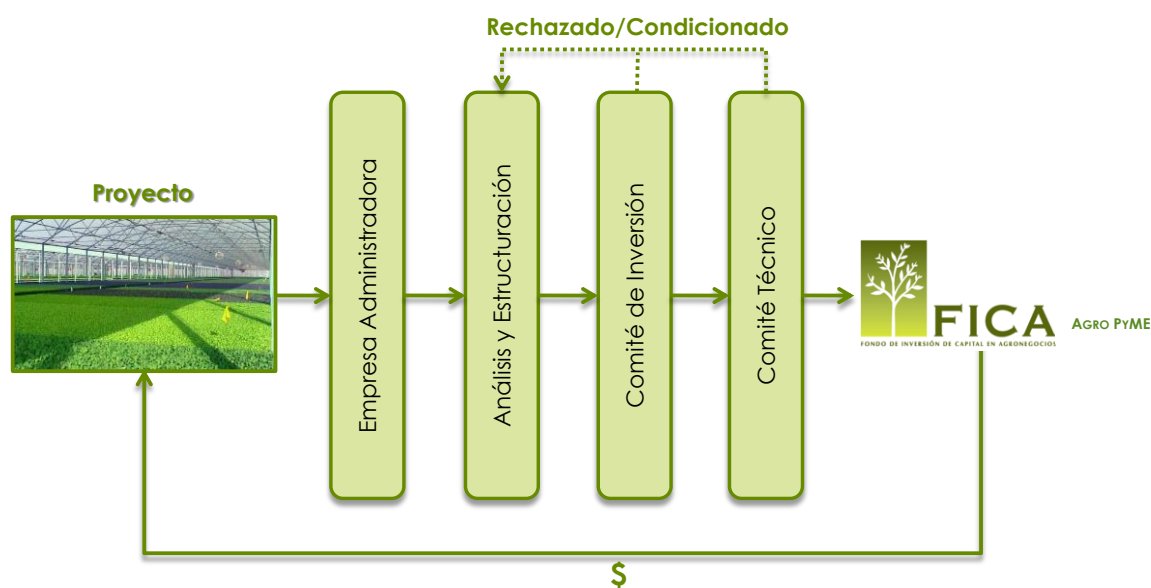 Rechazado/Condicionado
Proyecto
Empresa Administradora
Análisis y Estructuración
Comité de Inversión
Comité Técnico
FICA
FONDO DE INVERSIÓN DE CAPITAL EN AGRONEGOCIOS
AGRO PYME
$